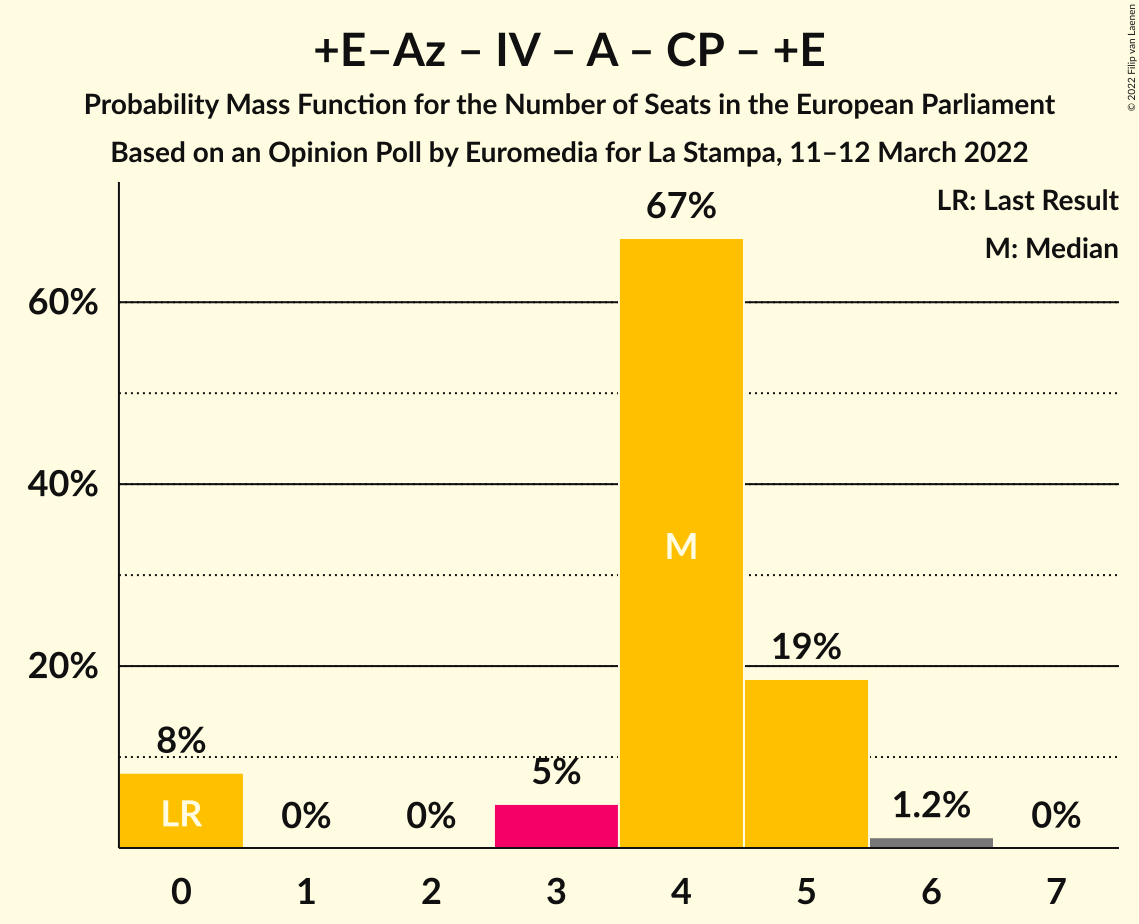 +E–Az – IV – A – CP – +E
Probability Mass Function for the Number of Seats in the European Parliament
Based on an Opinion Poll by Euromedia for La Stampa, 11–12 March 2022
© 2022 Filip van Laenen
LR: Last Result
M: Median
67%
60%
40%
M
19%
20%
8%
5%
LR
0%
0%
1.2%
0%
0 1 2 3 4 5 6 7